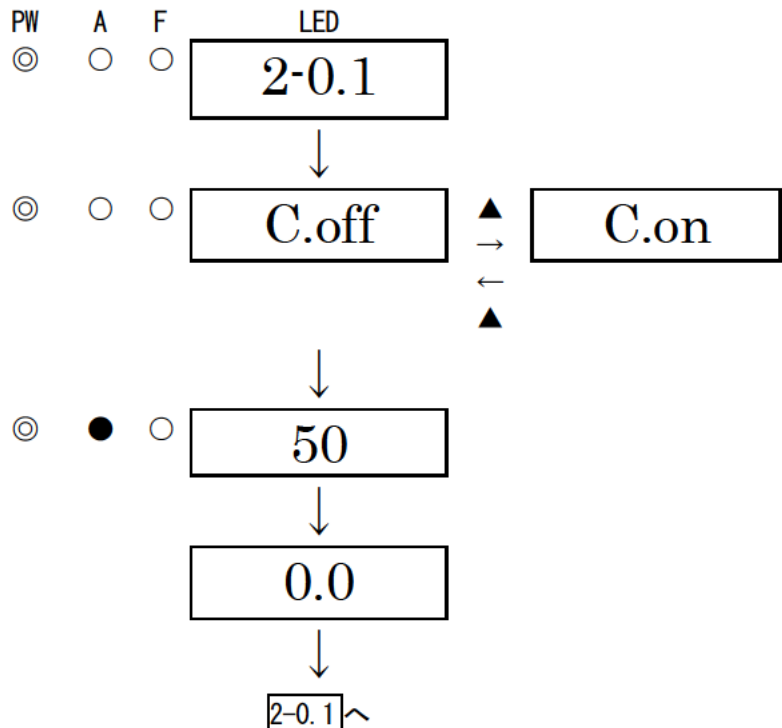 PW A F LED
◎ ○ ○ 2-0.1
↓
◎ ○ ○ C.off ▲ C.on
→
←
▲
↓
◎ ● ○ 50
↓
0.0
↓
2-0.1へ